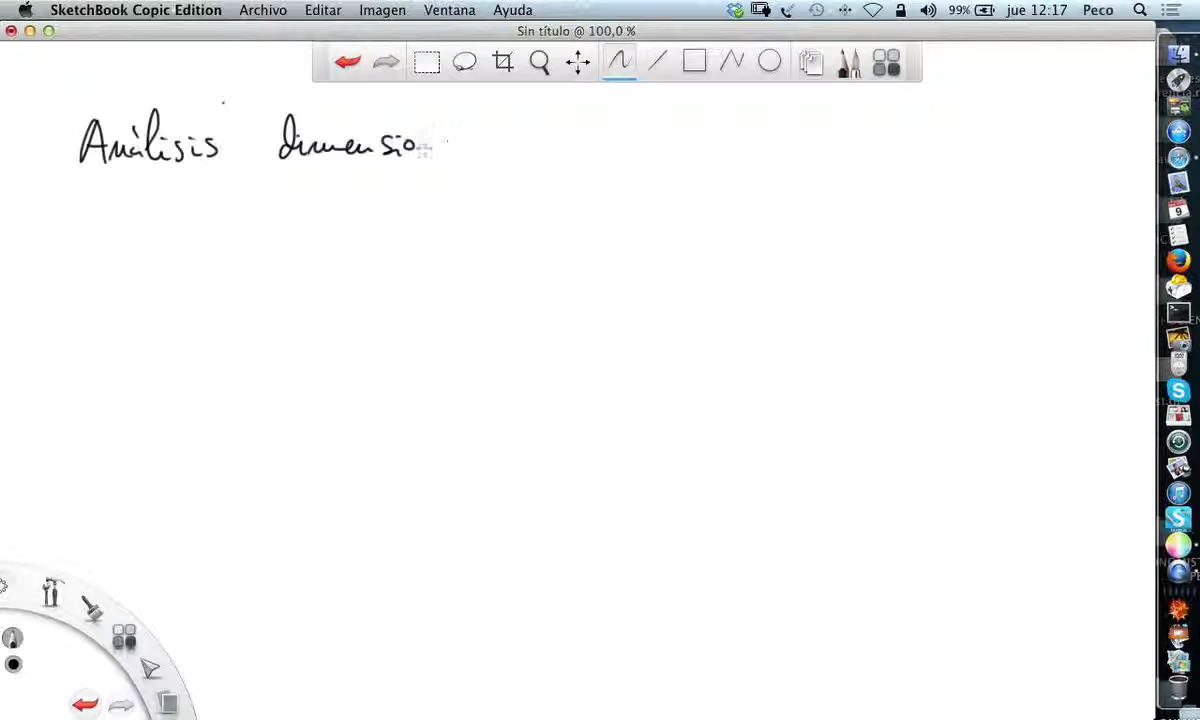 SketchBook Copic Edition Archivo Editar Imagen Ventana Ayuda 99% jue 12:17 Peco
Sin título @ 100,0 %
Análisis dimensio